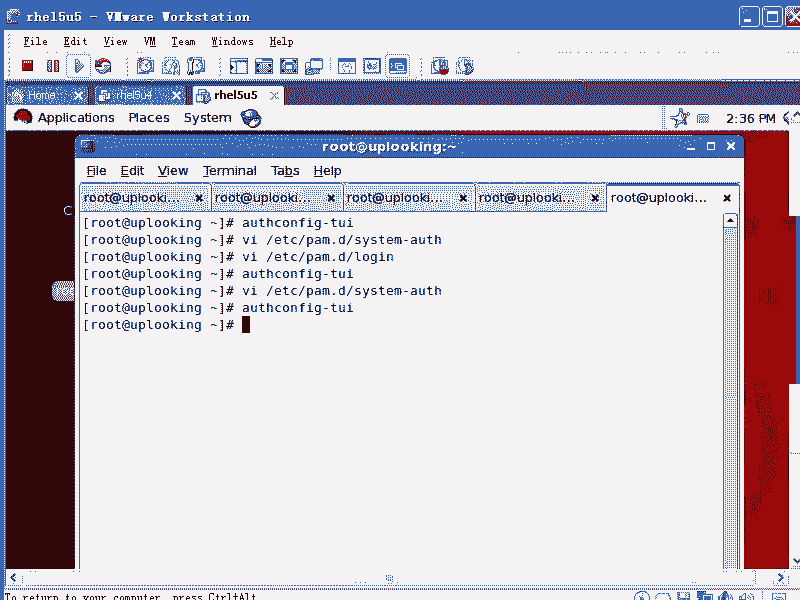 rhel5u5 - VMware Workstation
File Edit View VM Team Windows Help
Home rhel5u4 rhel5u5
Applications Places System 2:36 PM
root@uplooking:~
File Edit View Terminal Tabs Help
root@uplooki... root@uplooki... root@uplooki... root@uplooki... root@uplooki...
[root@uplooking ~]# authconfig-tui
[root@uplooking ~]# vi /etc/pam.d/system-auth
[root@uplooking ~]# vi /etc/pam.d/login
[root@uplooking ~]# authconfig-tui
[root@uplooking ~]# vi /etc/pam.d/system-auth
[root@uplooking ~]# authconfig-tui
[root@uplooking ~]#
To return to your computer, press Ctrl+Alt.